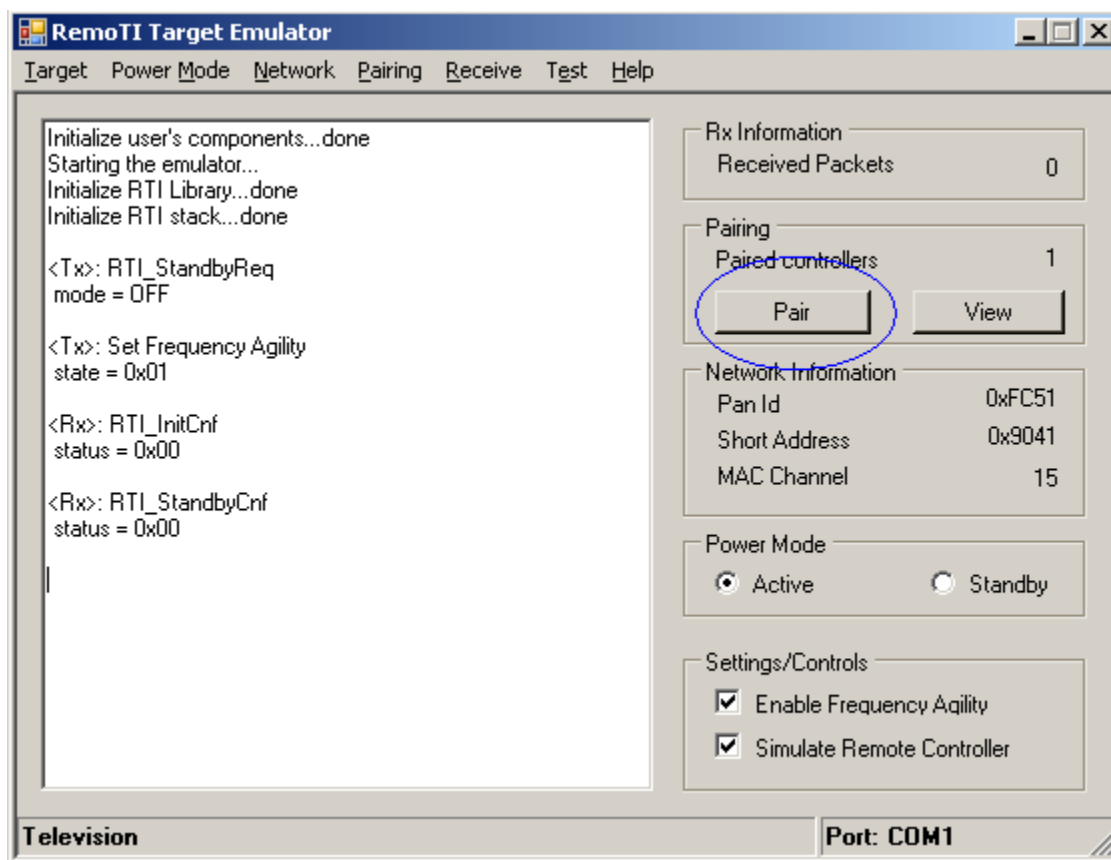 RemoTI Target Emulator
Target Power Mode Network Pairing Receive Test Help
Initialize user's components...done
Starting the emulator...
Initialize RTI Library...done
Initialize RTI stack...done
<Tx>: RTI_StandbyReq
mode = OFF
<Tx>: Set Frequency Agility
state = 0x01
<Rx>: RTI_InitCnf
status = 0x00
<Rx>: RTI_StandbyCnf
status = 0x00
Rx Information
Received Packets 0
Pairing
Paired controllers 1
Pair View
Network Information
Pan Id 0xFC51
Short Address 0x9041
MAC Channel 15
Power Mode
Active Standby
Settings/Controls
Enable Frequency Agility
Simulate Remote Controller
Television Port: COM1